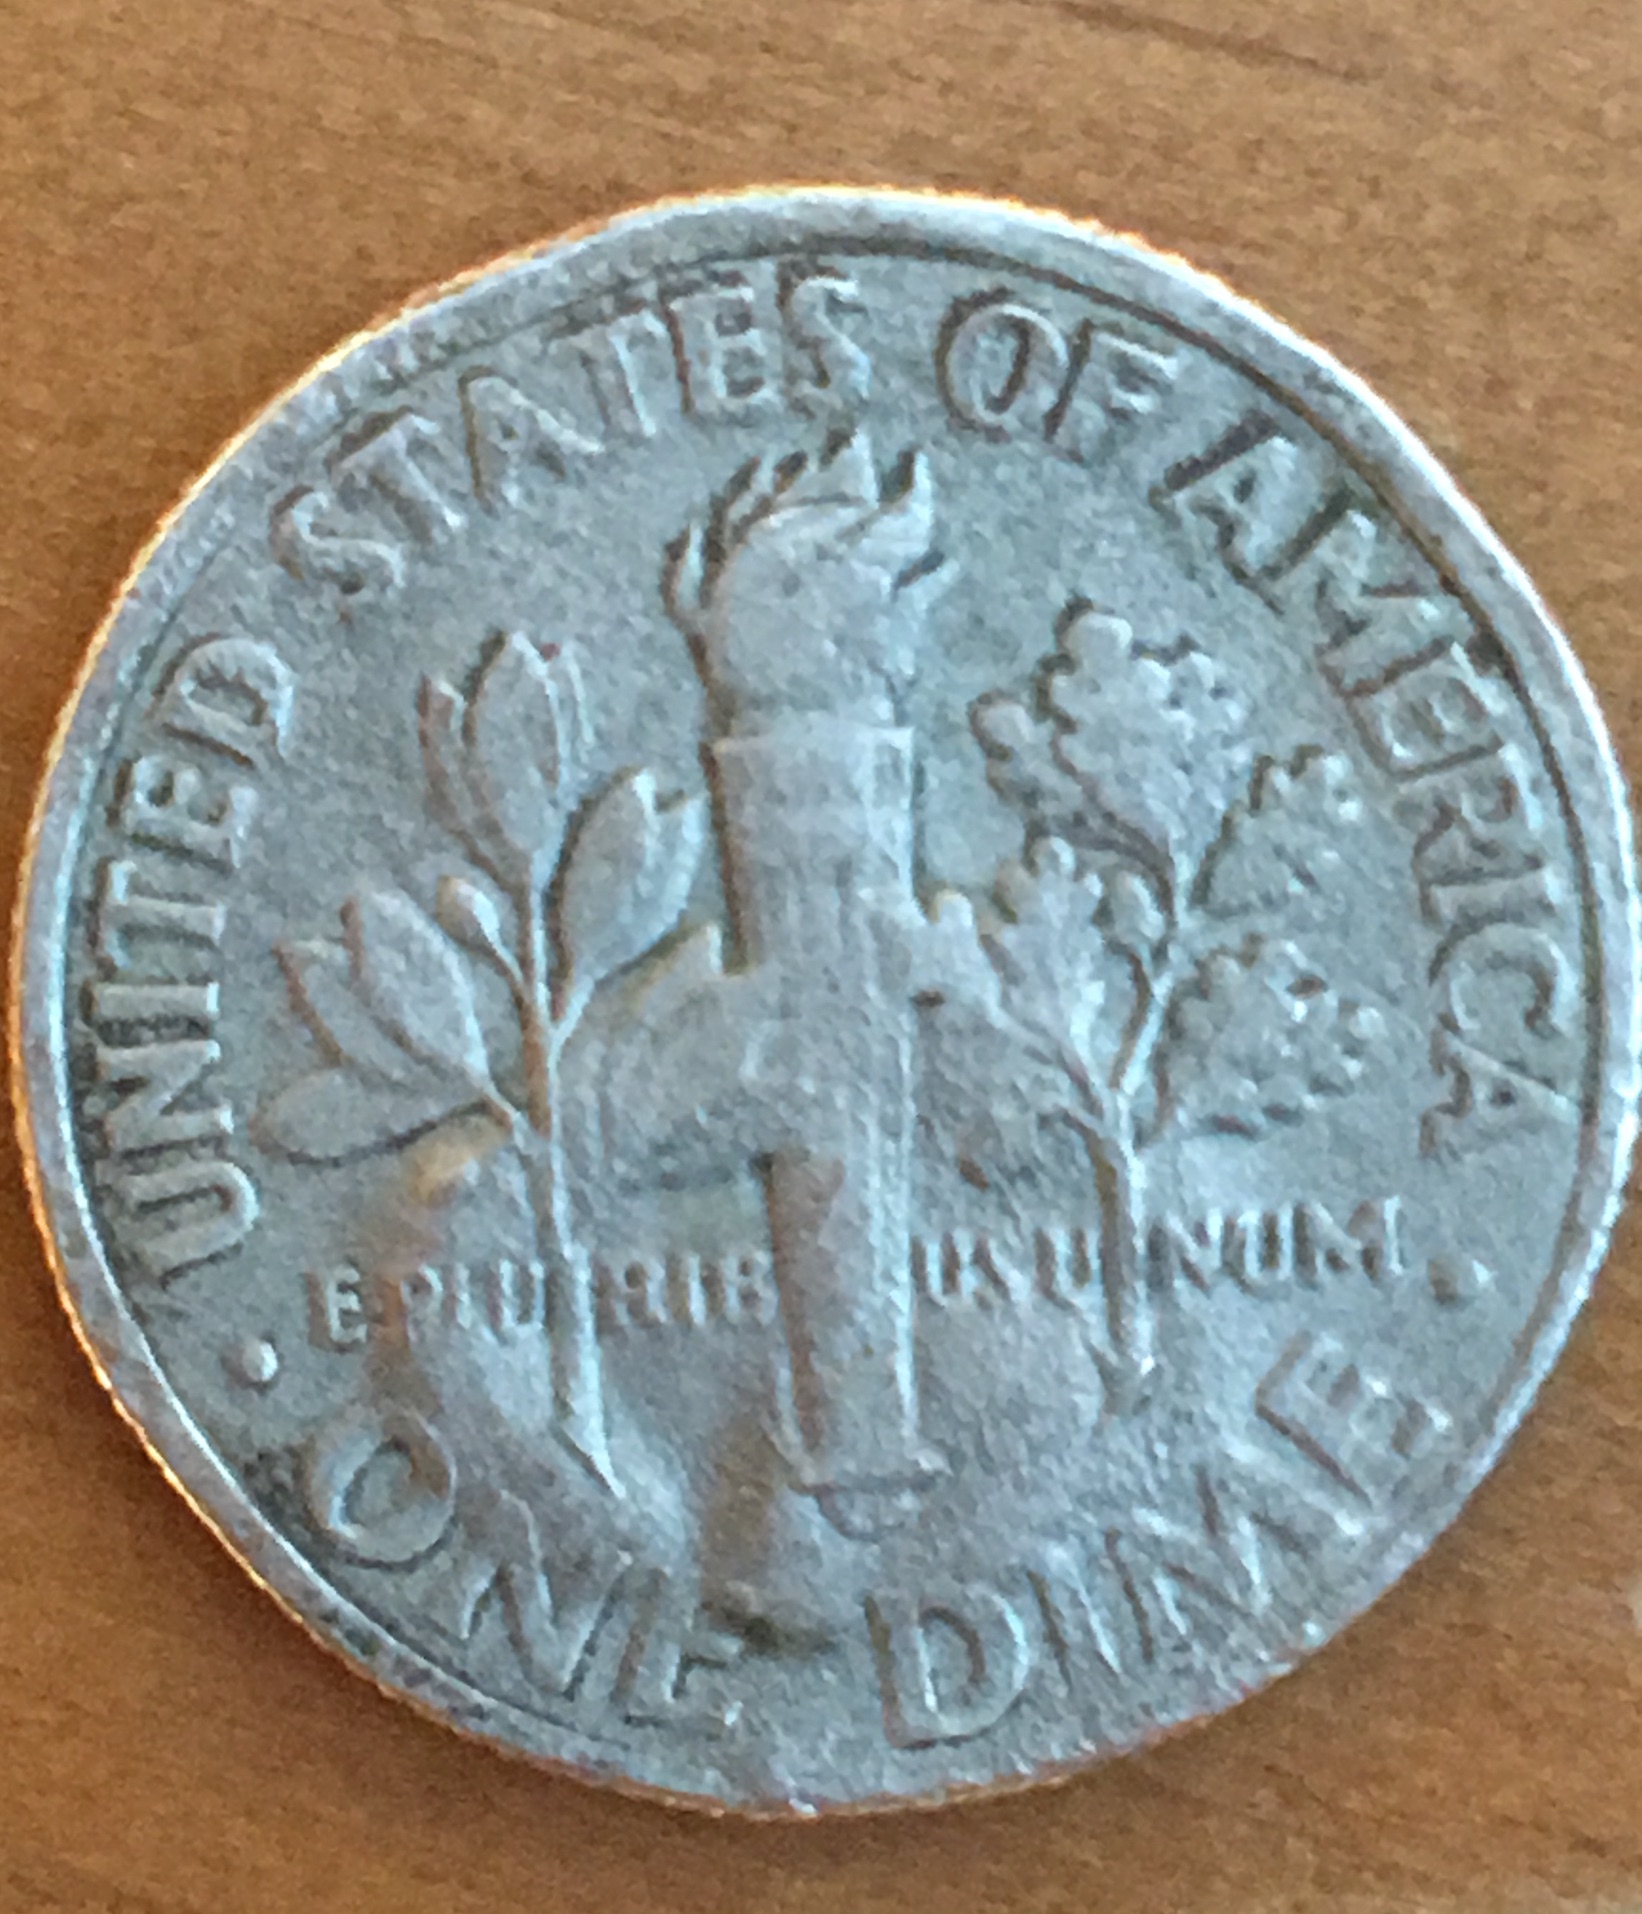 UNITED STATES OF AMERICA
E PLURIBUS UNUM
ONE DIME